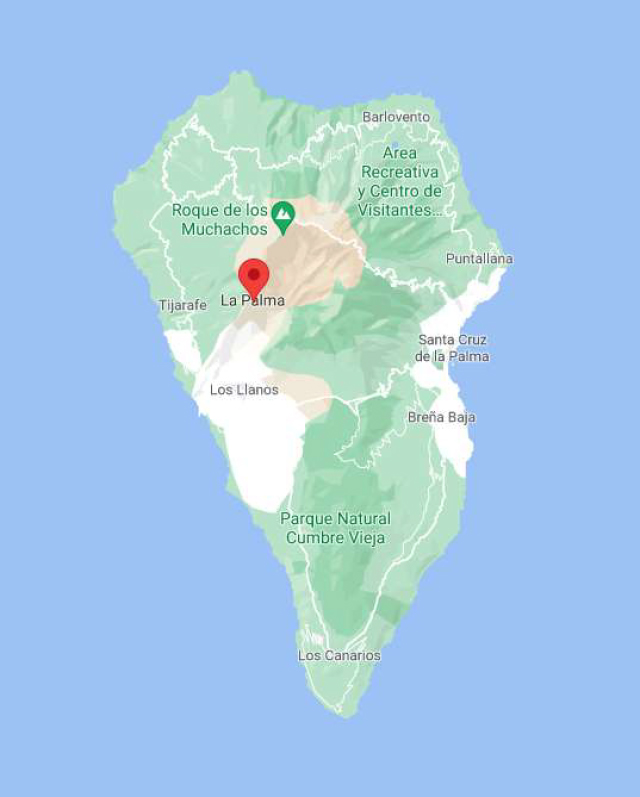 Barlovento
Area
Recreativa
y Centro de
Visitantes...
Roque de los
Muchachos
Puntallana
La Palma
Tijarafe
Santa Cruz
de la Palma
Los Llanos
Breña Baja
Parque Natural
Cumbre Vieja
Los Canarios